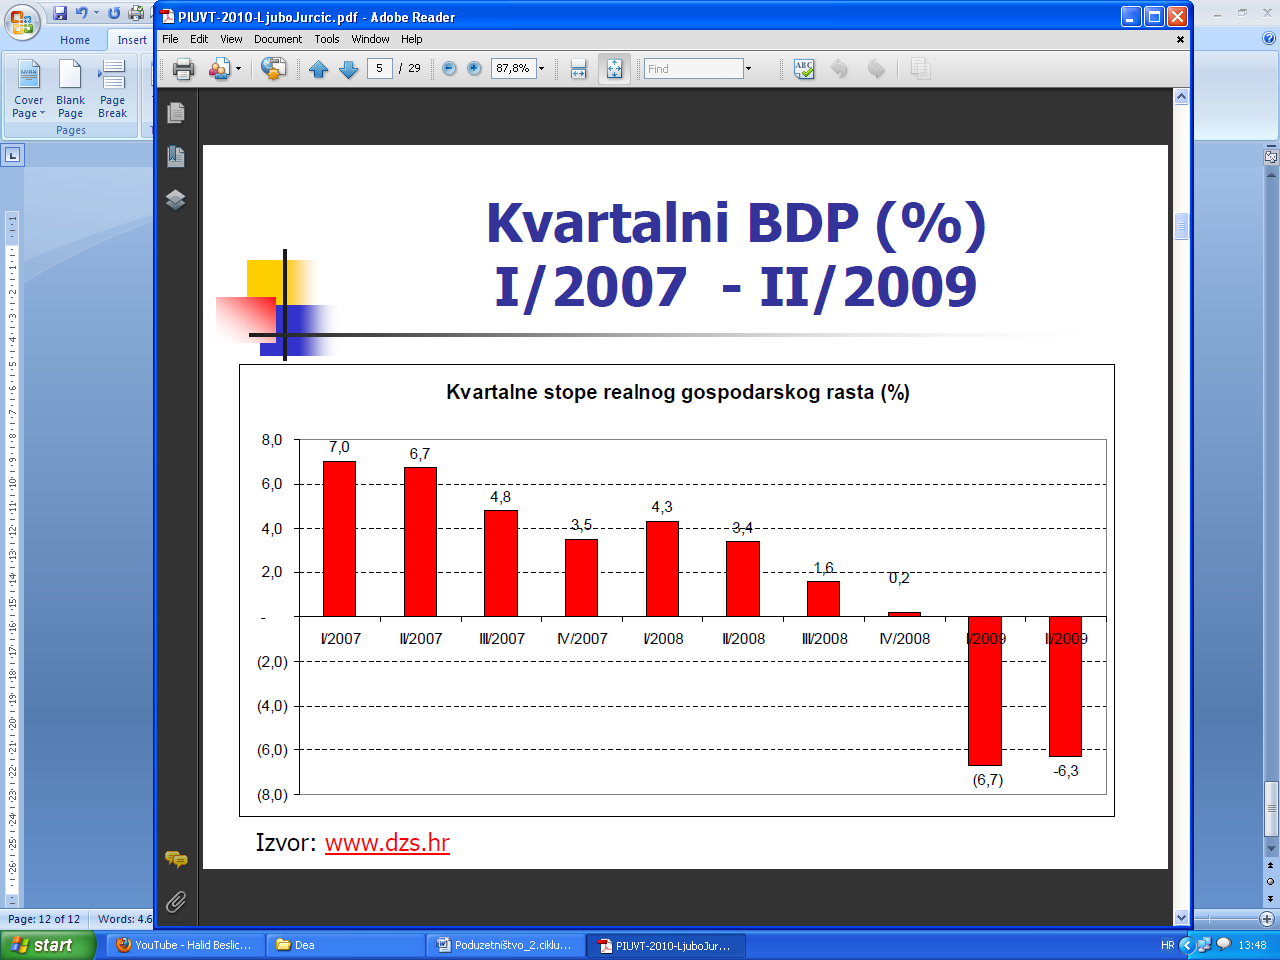 PIUVT-2010-LjuboJurcic.pdf - Adobe Reader
Home
Insert
File Edit View Document Tools Window Help
5 / 29
87,8%
Find
Cover Page
Blank Page
Page Break
Pages
Kvartalni BDP (%)
I/2007 - II/2009
Kvartalne stope realnog gospodarskog rasta (%)
8,0
6,0
4,0
2,0
-
(2,0)
(4,0)
(6,0)
(8,0)
7,0
6,7
4,8
3,5
4,3
3,4
1,6
0,2
(6,7)
-6,3
I/2007 II/2007 III/2007 IV/2007 I/2008 II/2008 III/2008 IV/2008 I/2009 II/2009
Izvor: www.dzs.hr
Page: 12 of 12
Words: 4.6
start
YouTube - Halid Beslic...
Dea
Poduzetništvo_2.ciklu...
PIUVT-2010-LjuboJur...
HR
13:48